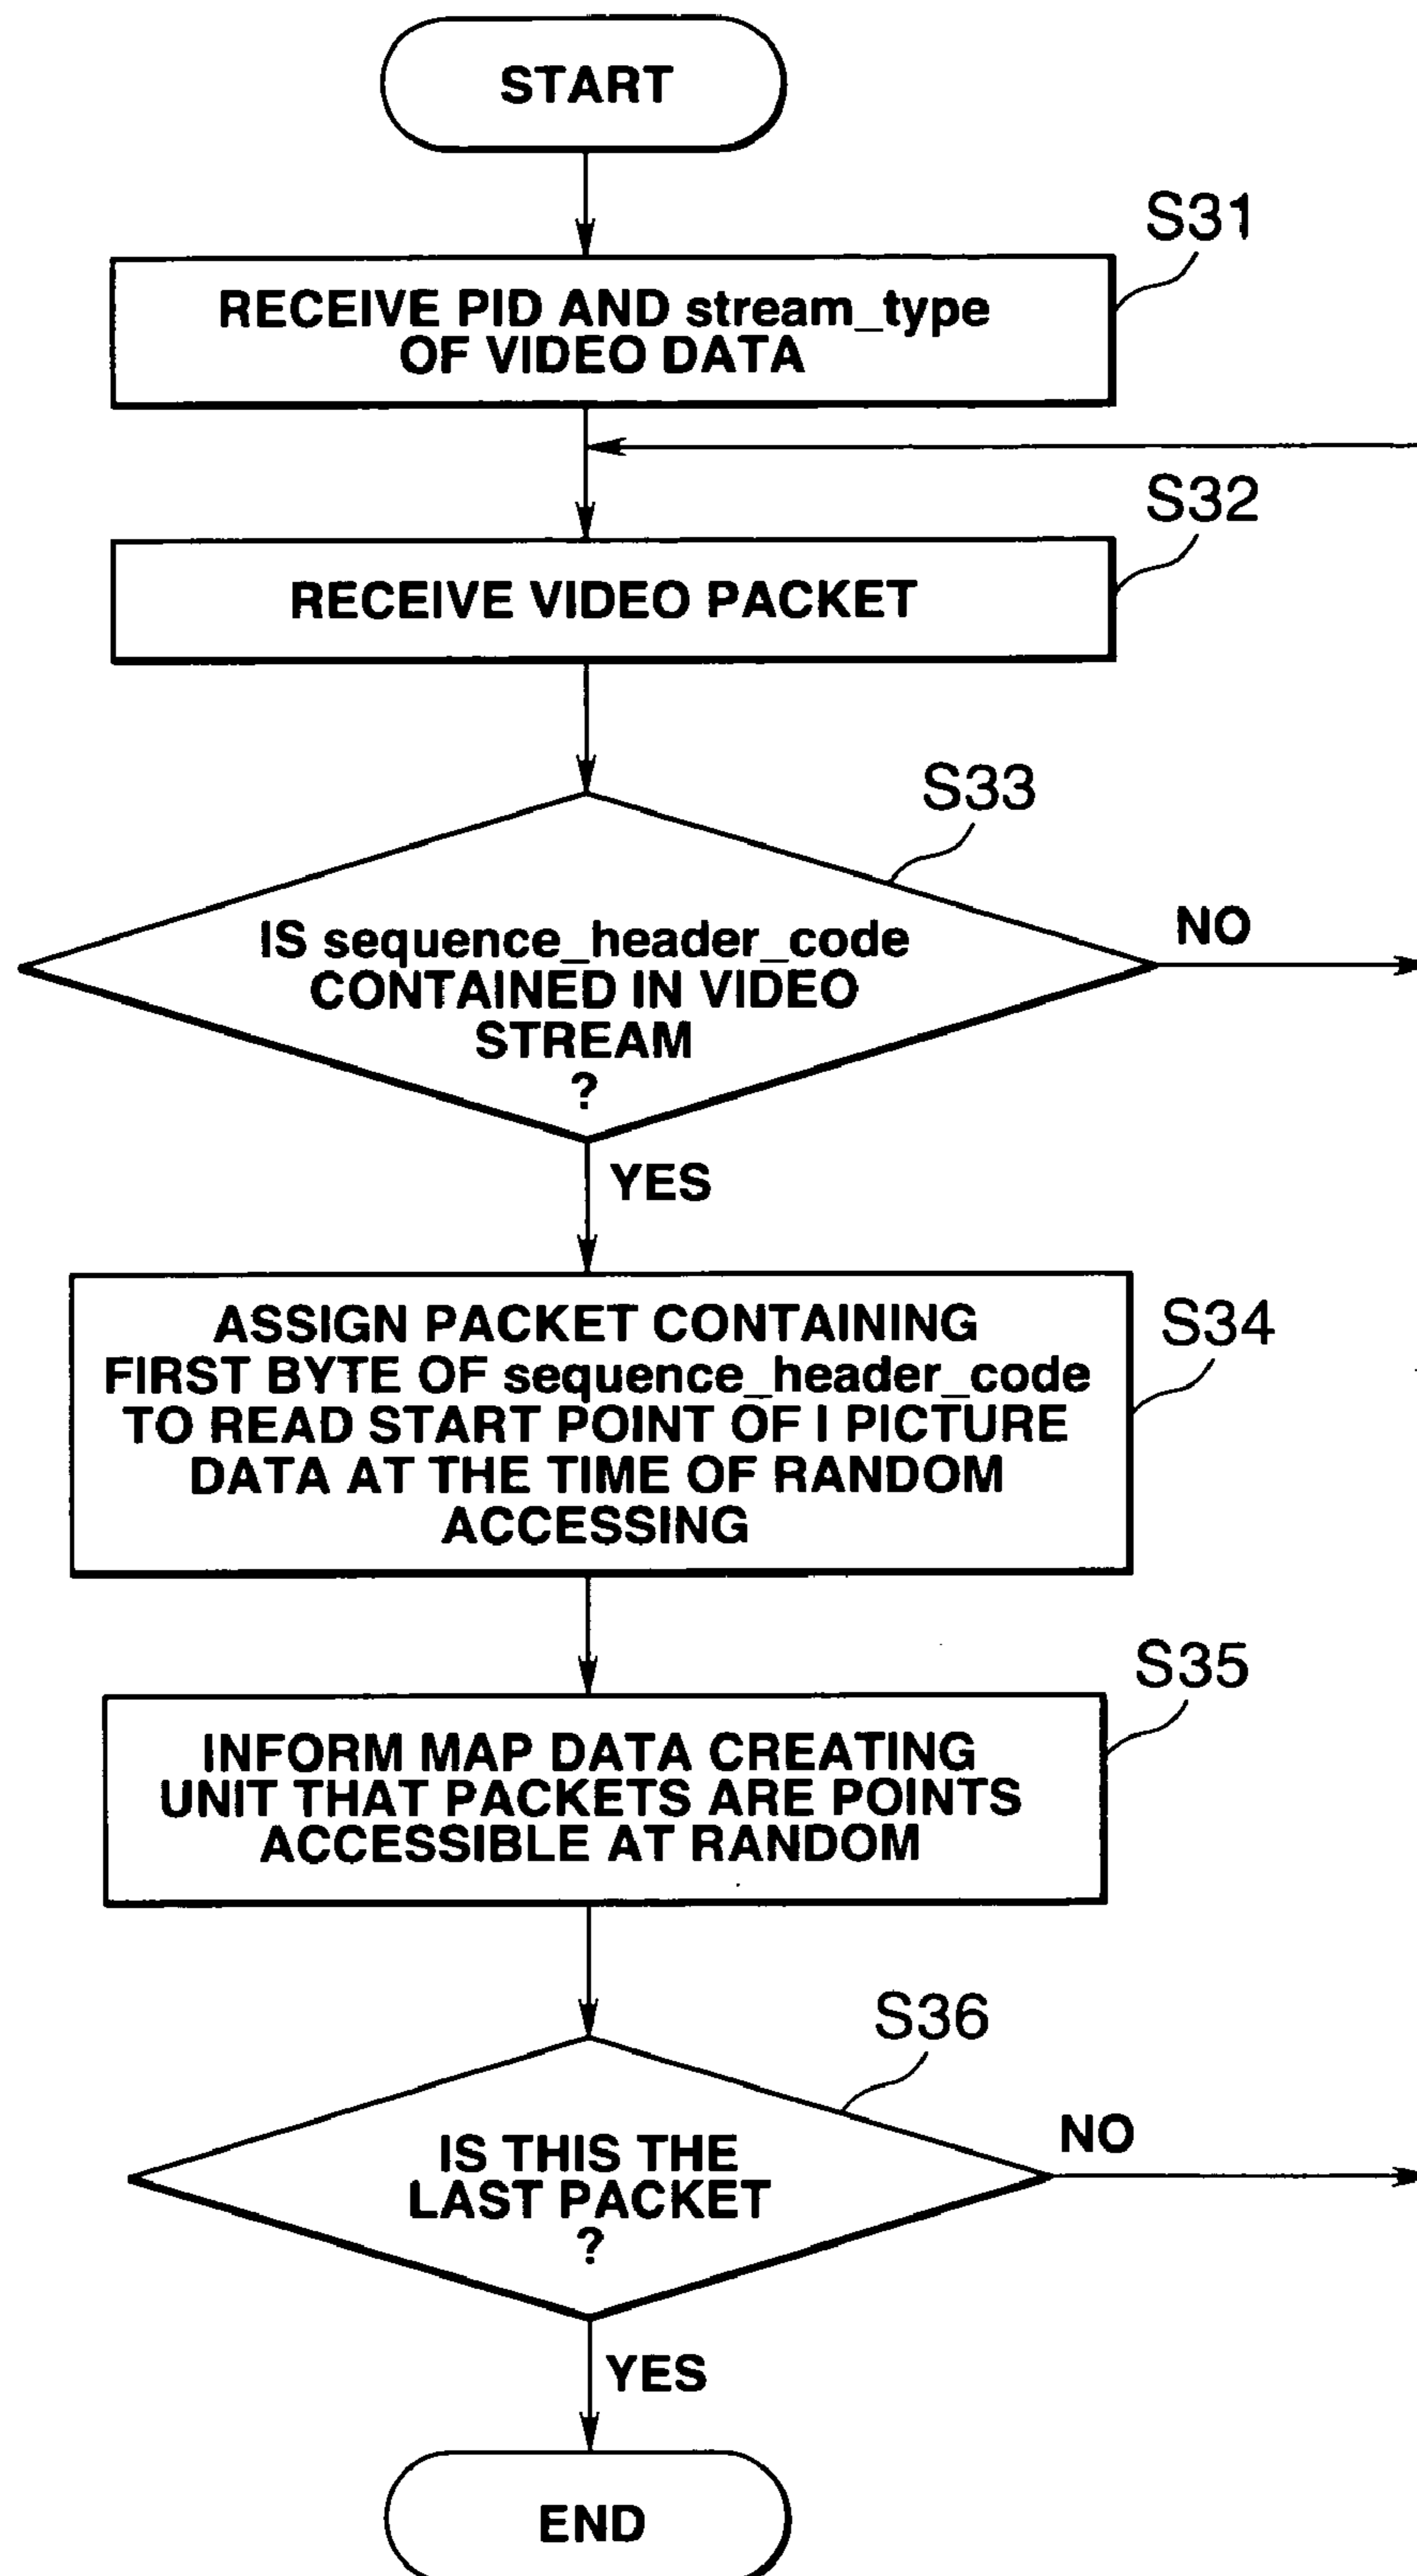 START
S31
RECEIVE PID AND stream_type
OF VIDEO DATA
S32
RECEIVE VIDEO PACKET
S33
IS sequence_header_code
CONTAINED IN VIDEO
STREAM
?
NO
YES
S34
ASSIGN PACKET CONTAINING
FIRST BYTE OF sequence_header_code
TO READ START POINT OF I PICTURE
DATA AT THE TIME OF RANDOM
ACCESSING
S35
INFORM MAP DATA CREATING
UNIT THAT PACKETS ARE POINTS
ACCESSIBLE AT RANDOM
S36
IS THIS THE
LAST PACKET
?
NO
YES
END